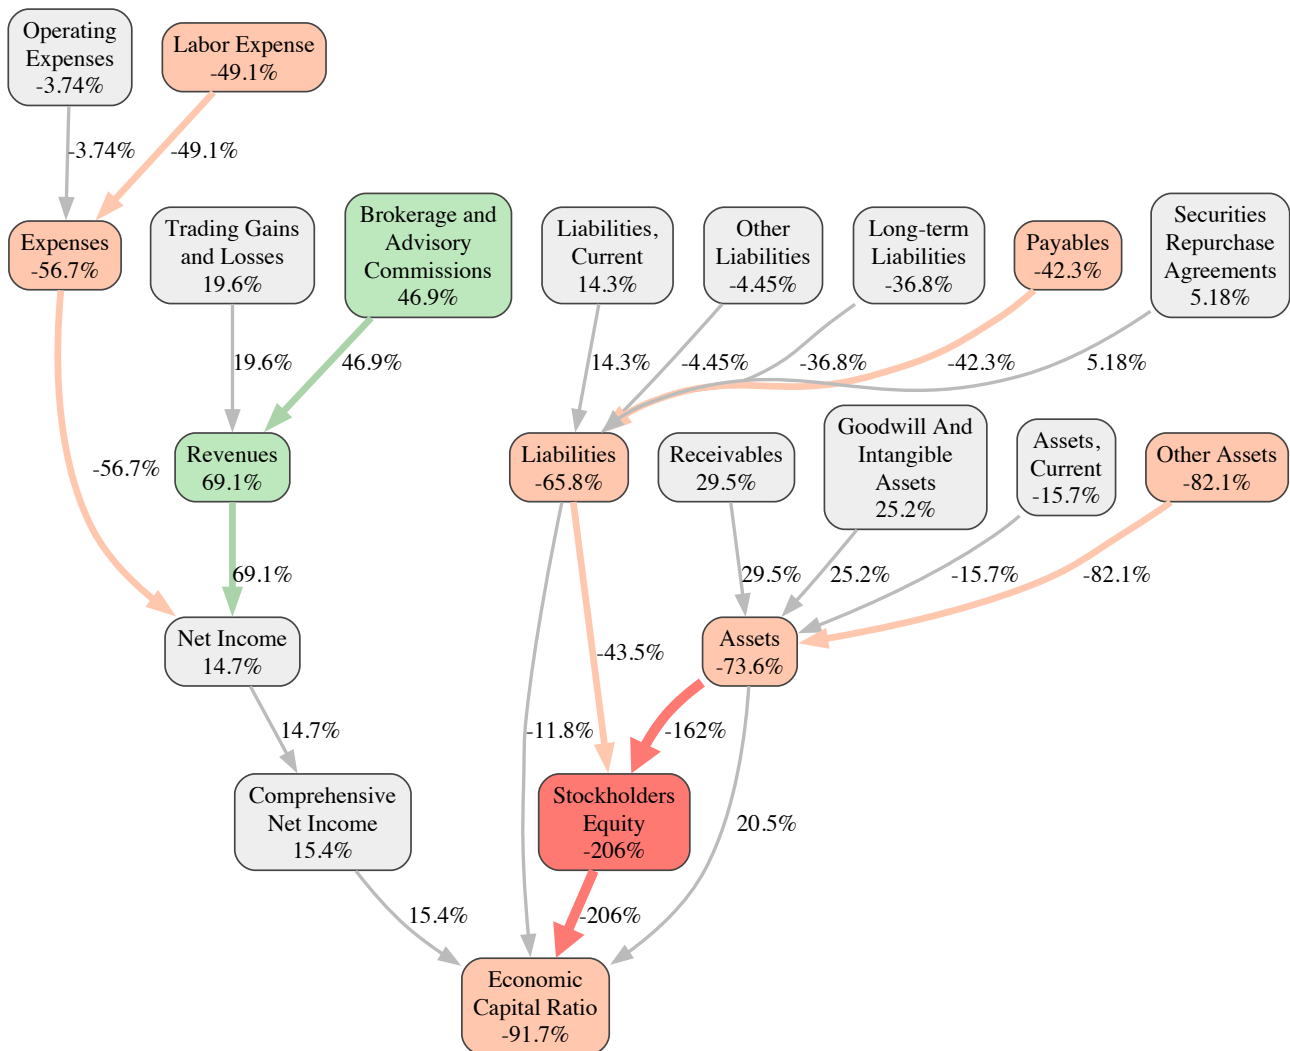 Operating
Expenses
-3.74%
Labor Expense
-49.1%
-3.74%
-49.1%
Expenses
-56.7%
Trading Gains
and Losses
19.6%
Brokerage and
Advisory
Commissions
46.9%
Liabilities,
Current
14.3%
Other
Liabilities
-4.45%
Long-term
Liabilities
-36.8%
Payables
-42.3%
Securities
Repurchase
Agreements
5.18%
19.6%
46.9%
14.3%
-4.45%
-36.8%
-42.3%
5.18%
-56.7%
Revenues
69.1%
Liabilities
-65.8%
Receivables
29.5%
Goodwill And
Intangible
Assets
25.2%
Assets,
Current
-15.7%
Other Assets
-82.1%
69.1%
29.5%
25.2%
-15.7%
-82.1%
Net Income
14.7%
-43.5%
Assets
-73.6%
14.7%
-11.8%
-162%
Comprehensive
Net Income
15.4%
Stockholders
Equity
-206%
20.5%
15.4%
-206%
Economic
Capital Ratio
-91.7%